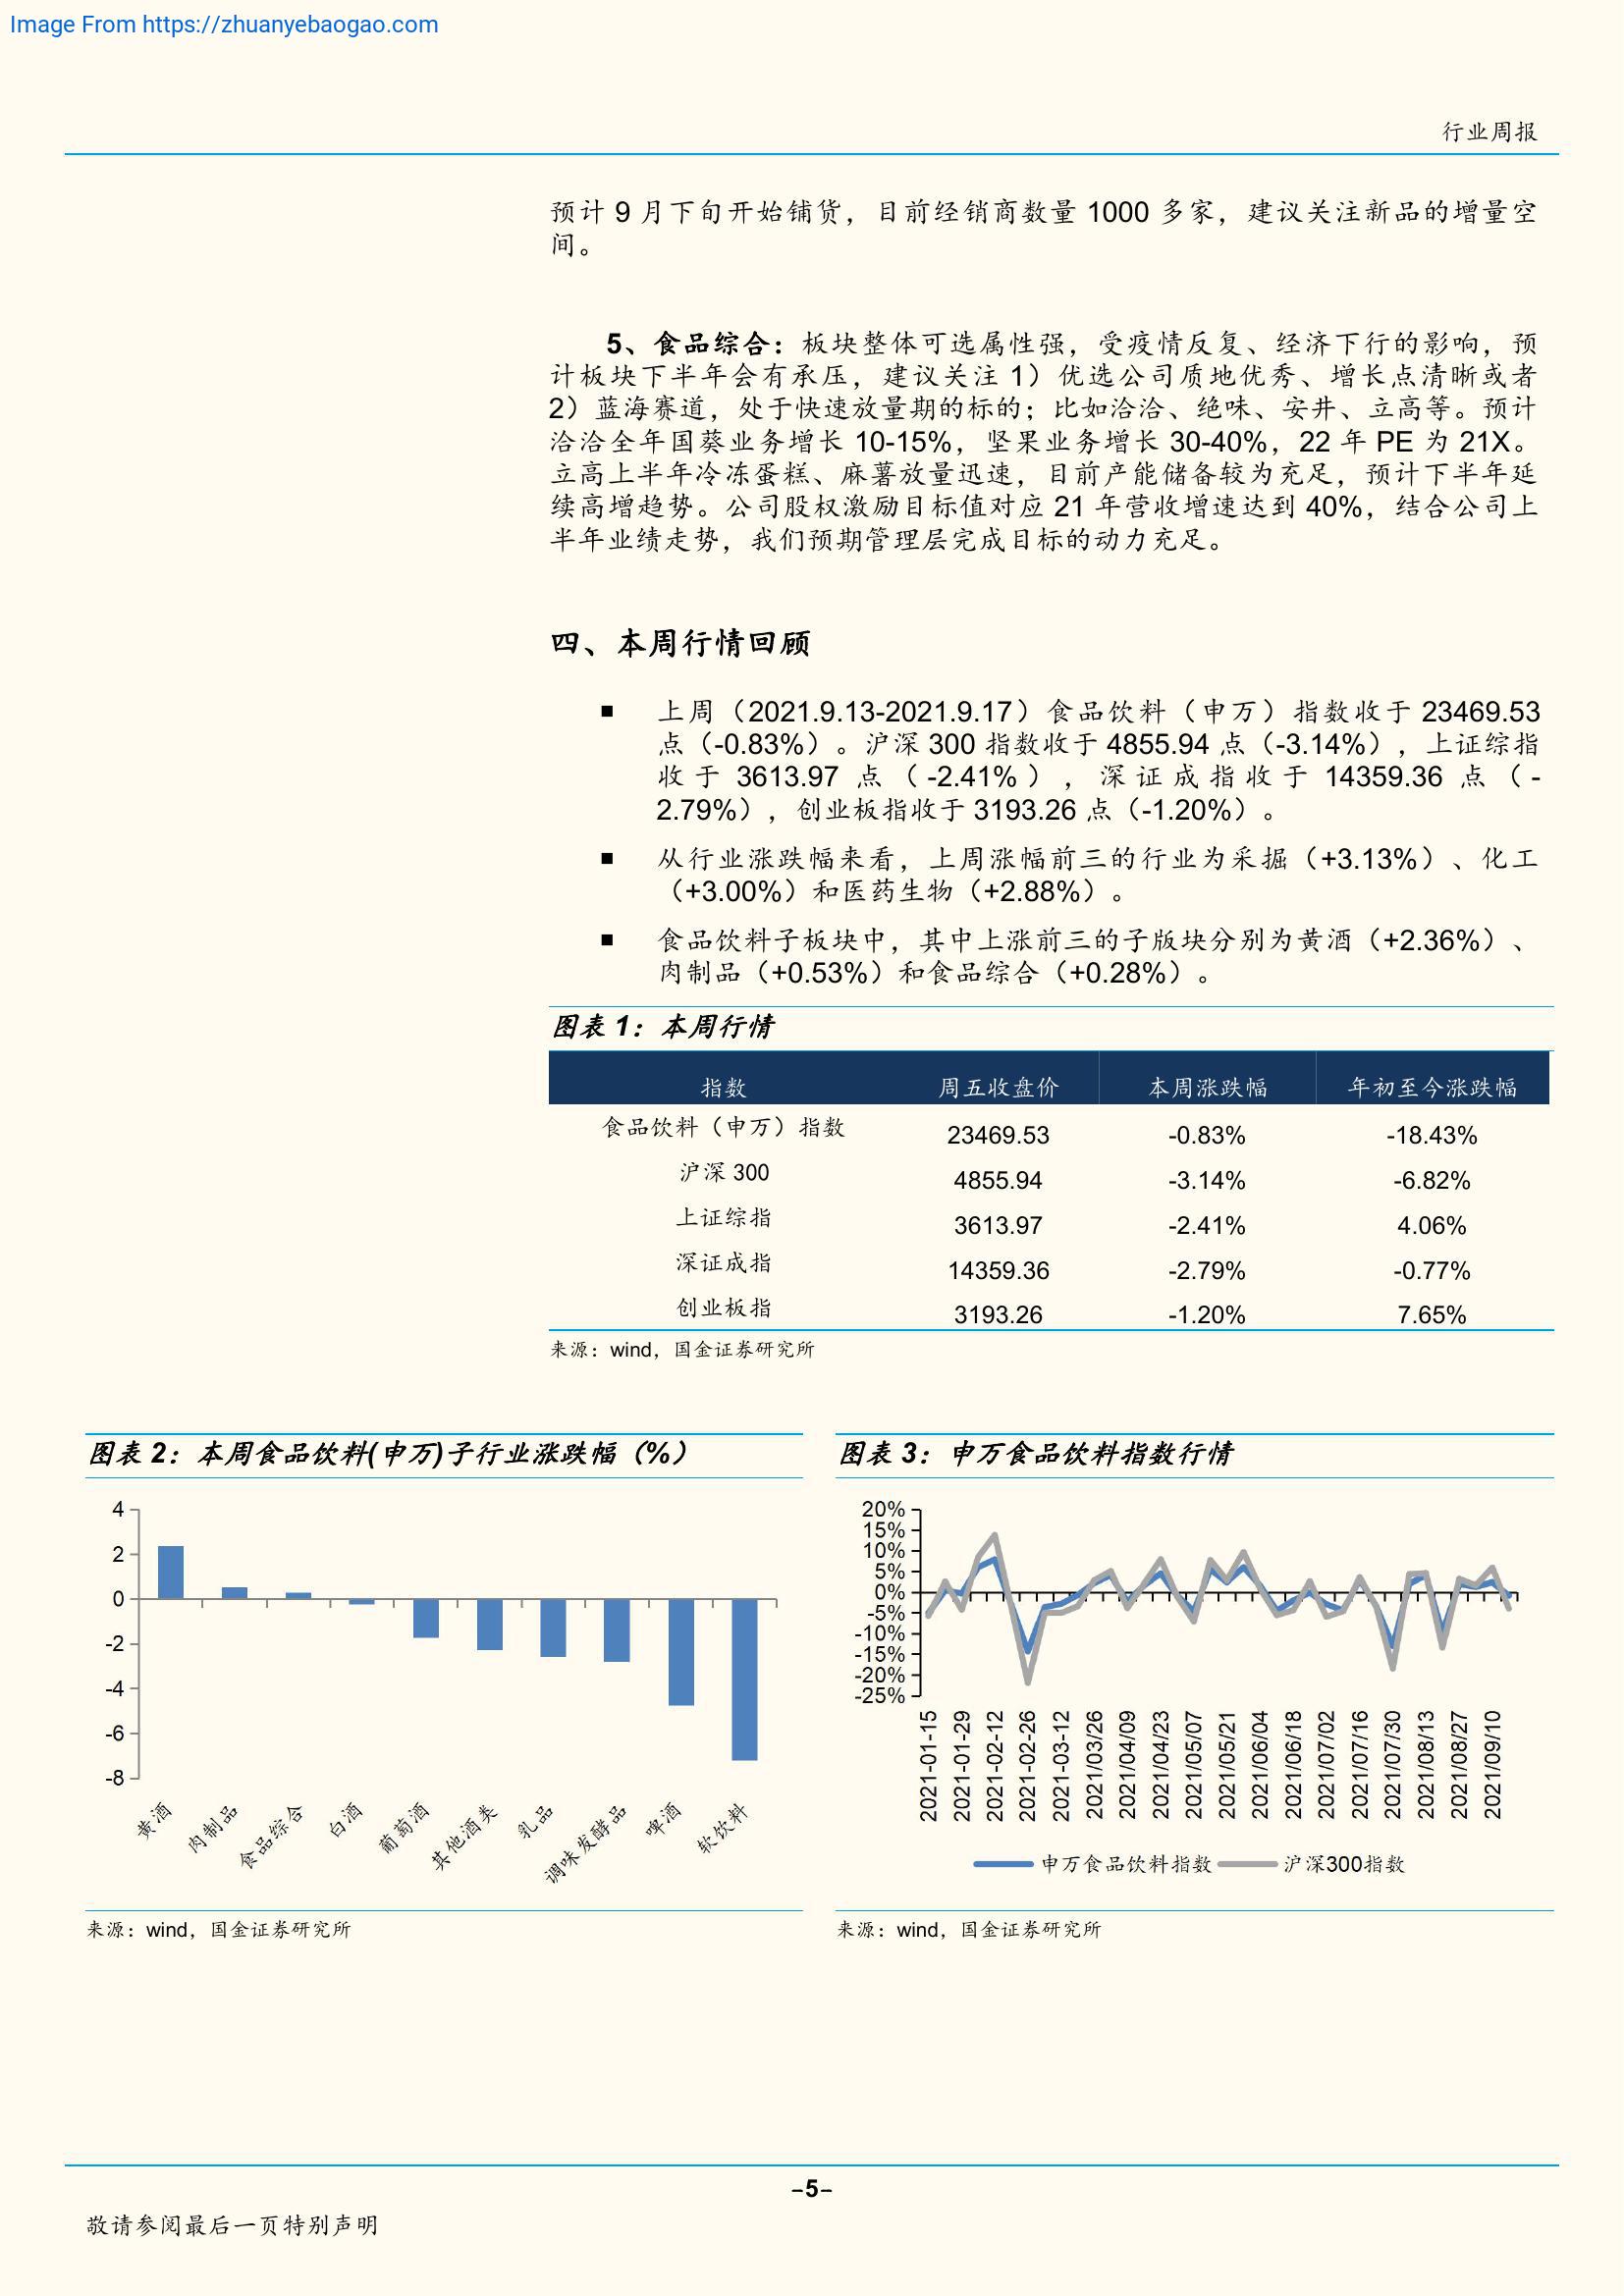 Image From https://zhuanyebaogao.com
行业周报
预计 9 月下旬开始铺货，目前经销商数量 1000 多家，建议关注新品的增量空
间。
5、食品综合：板块整体可选属性强，受疫情反复、经济下行的影响，预
计板块下半年会有承压，建议关注 1）优选公司质地优秀、增长点清晰或者
2）蓝海赛道，处于快速放量期的标的；比如洽洽、绝味、安井、立高等。预计
洽洽全年国葵业务增长 10-15%，坚果业务增长 30-40%，22 年 PE 为 21X。
立高上半年冷冻蛋糕、麻薯放量迅速，目前产能储备较为充足，预计下半年延
续高增趋势。公司股权激励目标值对应 21 年营收增速达到 40%，结合公司上
半年业绩走势，我们预期管理层完成目标的动力充足。
四、本周行情回顾
■ 上周（2021.9.13-2021.9.17）食品饮料（申万）指数收于 23469.53
点（-0.83%）。沪深 300 指数收于 4855.94 点（-3.14%），上证综指
收于 3613.97 点（-2.41%），深证成指收于 14359.36 点（-
2.79%），创业板指收于 3193.26 点（-1.20%）。
■ 从行业涨跌幅来看，上周涨幅前三的行业为采掘（+3.13%）、化工
（+3.00%）和医药生物（+2.88%）。
■ 食品饮料子板块中，其中上涨前三的子版块分别为黄酒（+2.36%）、
肉制品（+0.53%）和食品综合（+0.28%）。
图表 1：本周行情
指数 周五收盘价 本周涨跌幅 年初至今涨跌幅
食品饮料（申万）指数 23469.53 -0.83% -18.43%
沪深 300 4855.94 -3.14% -6.82%
上证综指 3613.97 -2.41% 4.06%
深证成指 14359.36 -2.79% -0.77%
创业板指 3193.26 -1.20% 7.65%
来源：wind，国金证券研究所
图表 2：本周食品饮料(申万)子行业涨跌幅（%）
4
2
0
-2
-4
-6
-8
黄酒
肉制品
食品综合
白酒
葡萄酒
其他酒类
乳品
调味发酵品
啤酒
软饮料
来源：wind，国金证券研究所
图表 3：申万食品饮料指数行情
20%
15%
10%
5%
0%
-5%
-10%
-15%
-20%
-25%
2021-01-15
2021-01-29
2021-02-12
2021-02-26
2021-03-12
2021/03/26
2021/04/09
2021/04/23
2021/05/07
2021/05/21
2021/06/04
2021/06/18
2021/07/02
2021/07/16
2021/07/30
2021/08/13
2021/08/27
2021/09/10
申万食品饮料指数 沪深300指数
来源：wind，国金证券研究所
-5-
敬请参阅最后一页特别声明